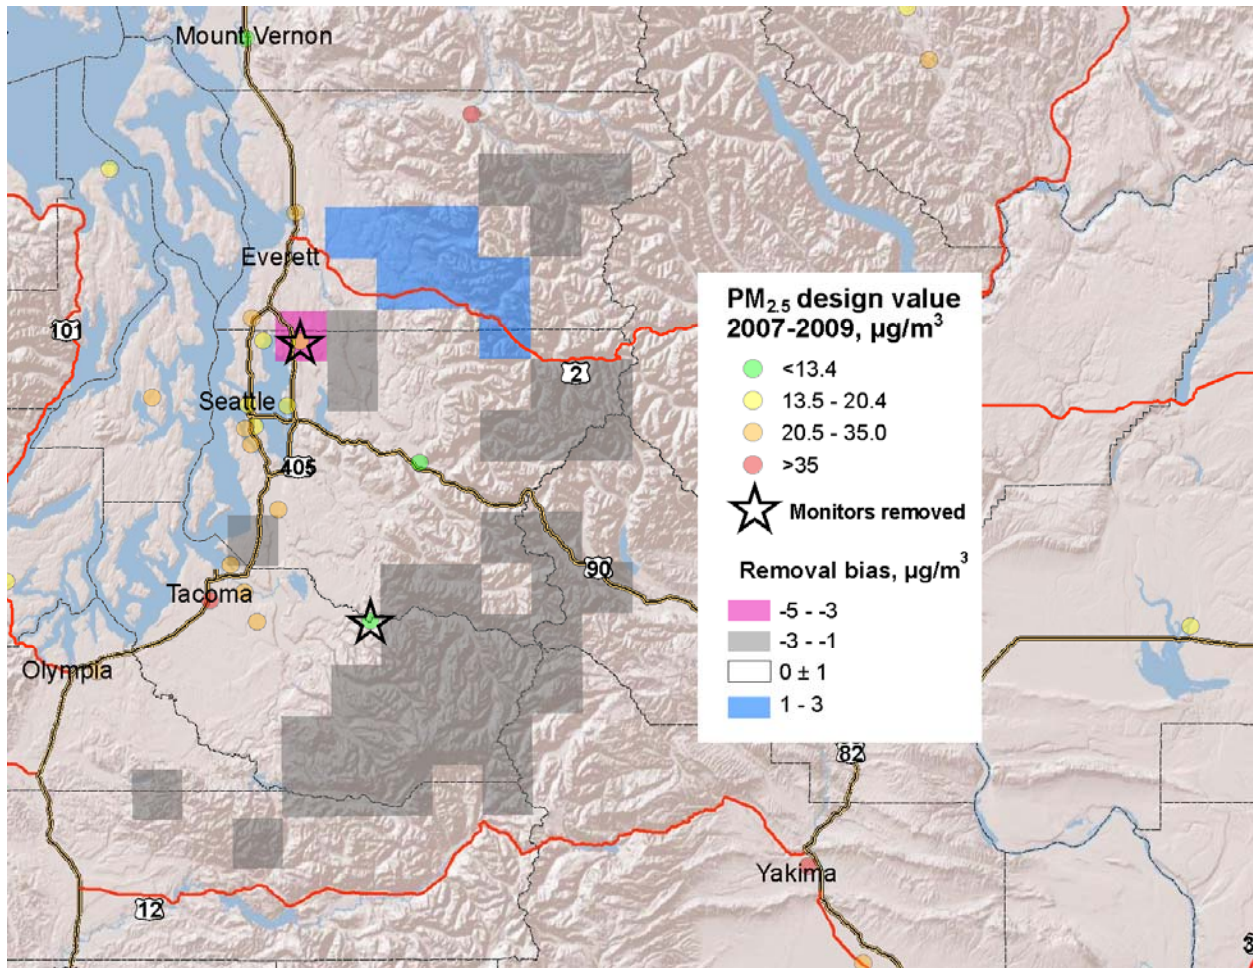 Mount Vernon
Everett
101
2
Seattle
405
90
Tacoma
Olympia
82
Yakima
12
3
PM2.5 design value
2007-2009, µg/m3
<13.4
13.5 - 20.4
20.5 - 35.0
>35
Monitors removed
Removal bias, µg/m3
-5 - -3
-3 - -1
0 ± 1
1 - 3